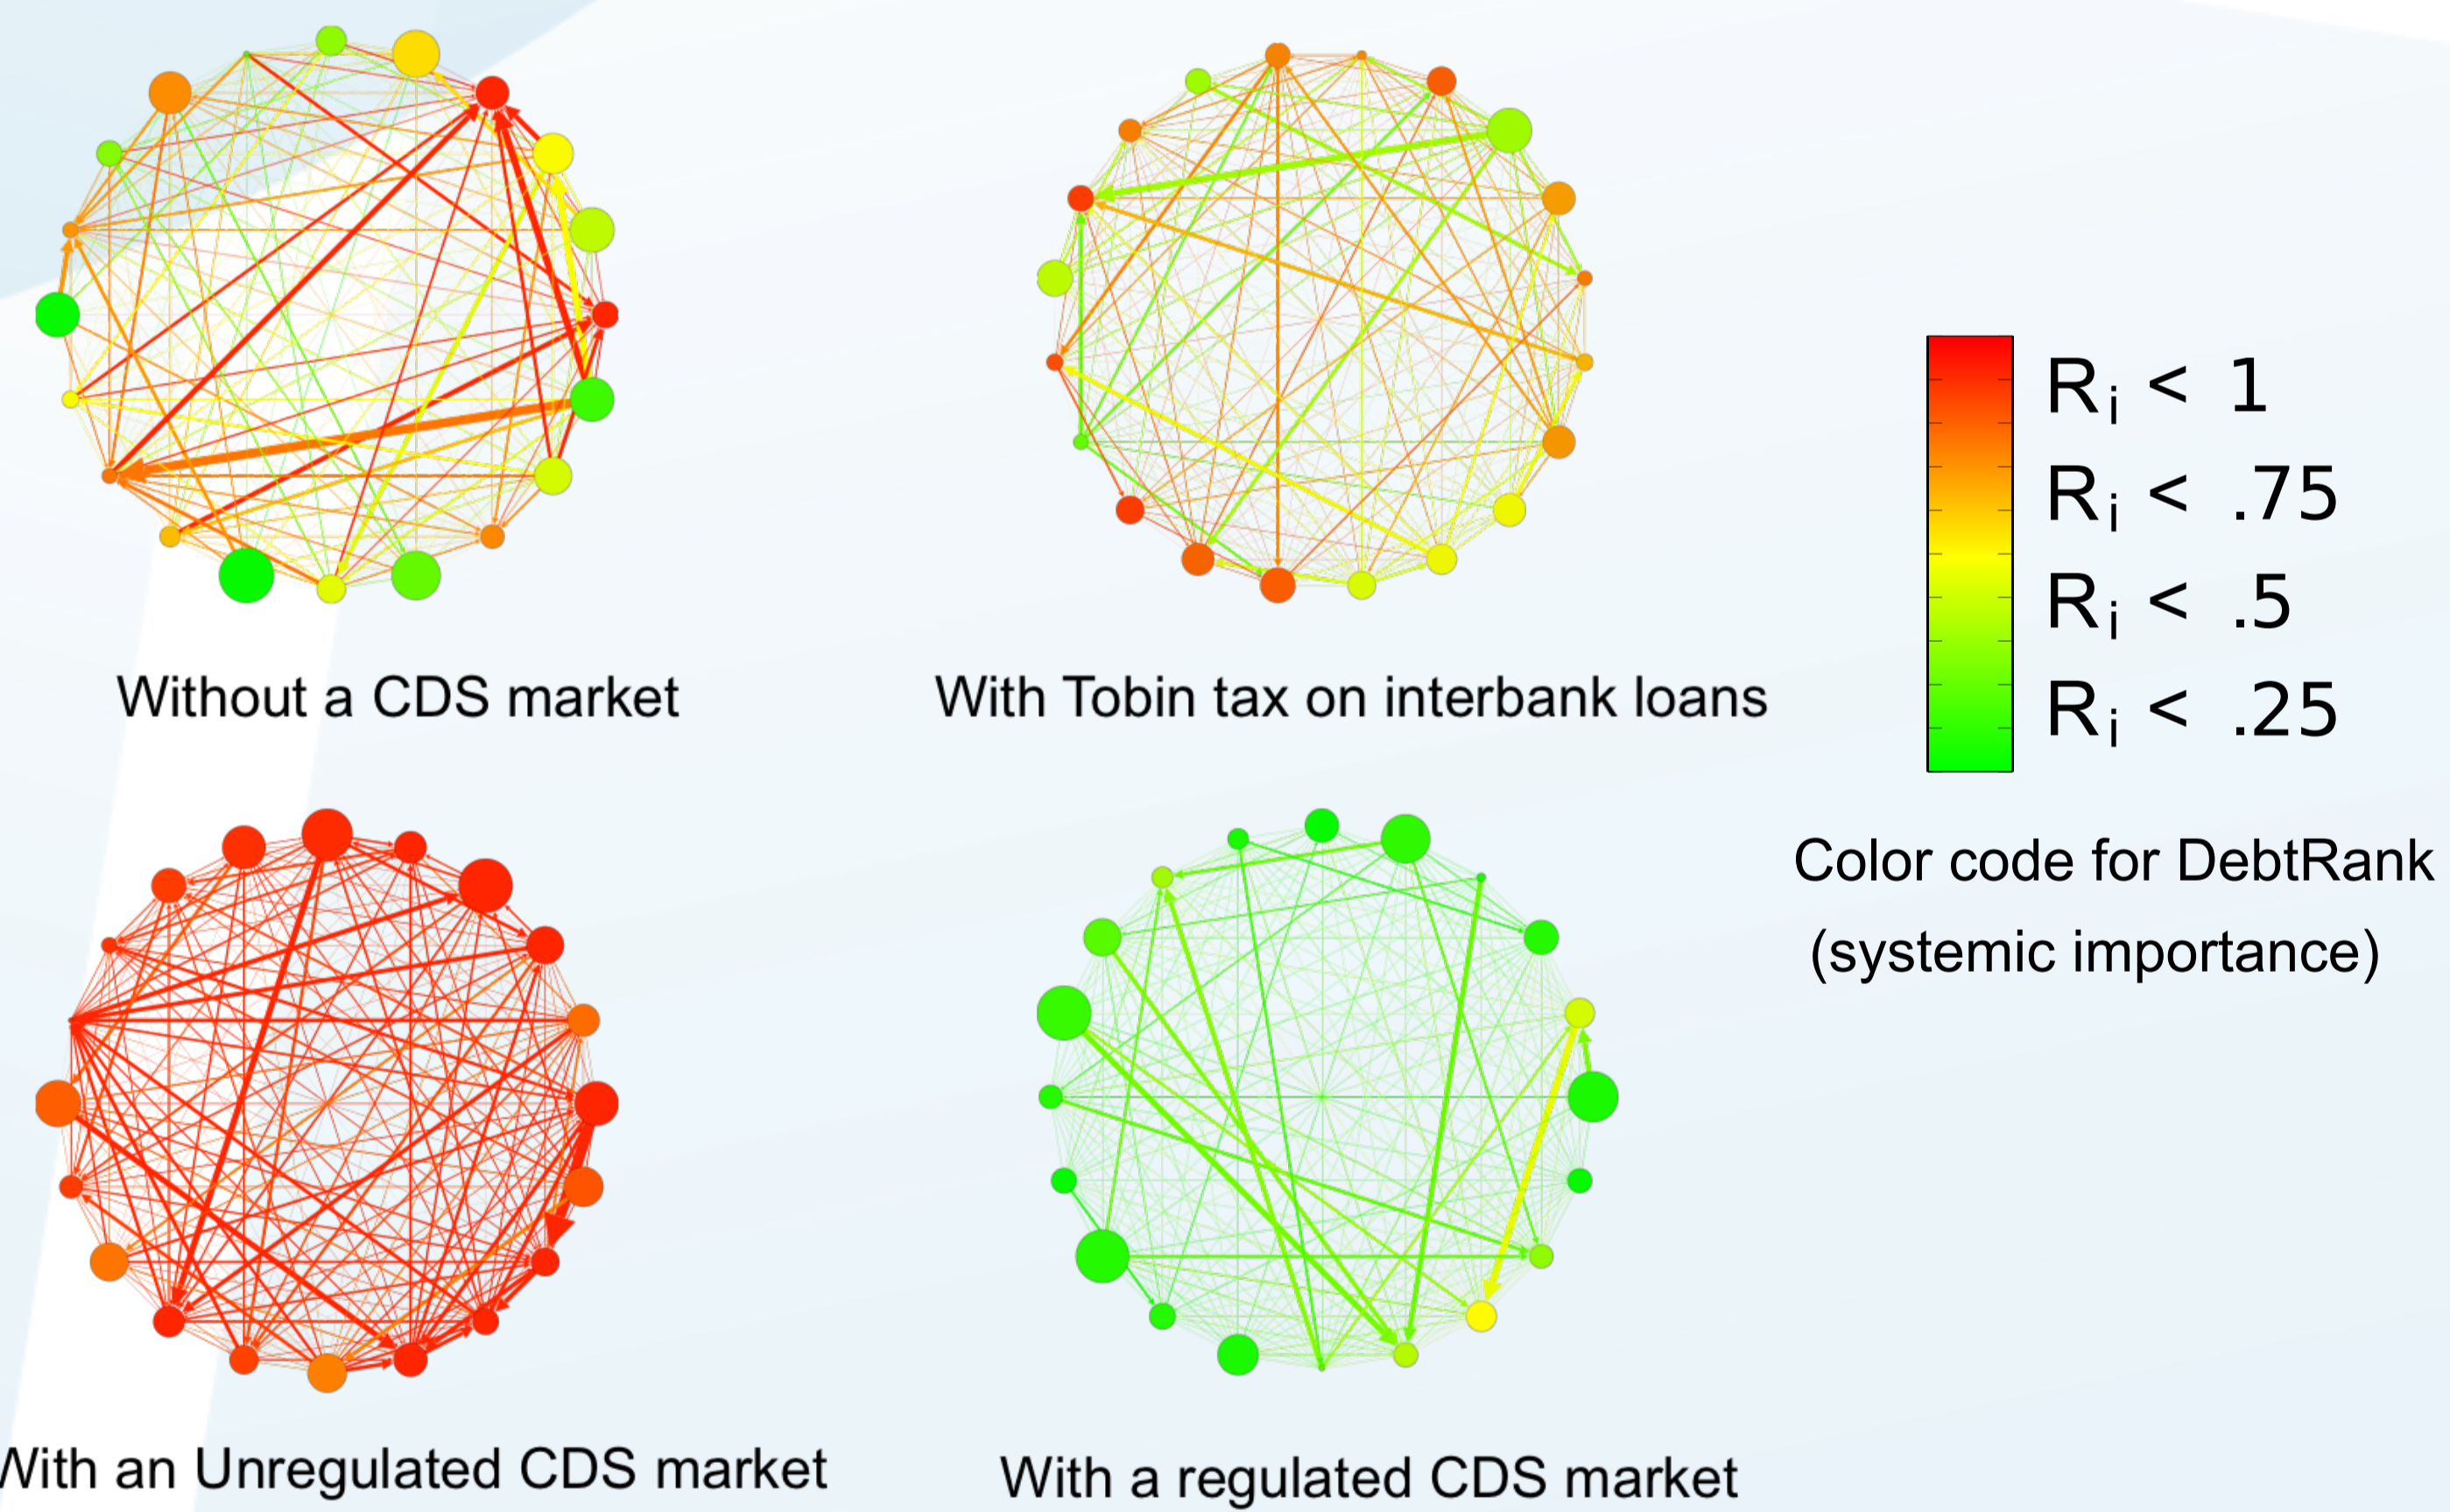 Without a CDS market
With Tobin tax on interbank loans
Ri < 1
Ri < .75
Ri < .5
Ri < .25
Color code for DebtRank
(systemic importance)
With an Unregulated CDS market
With a regulated CDS market